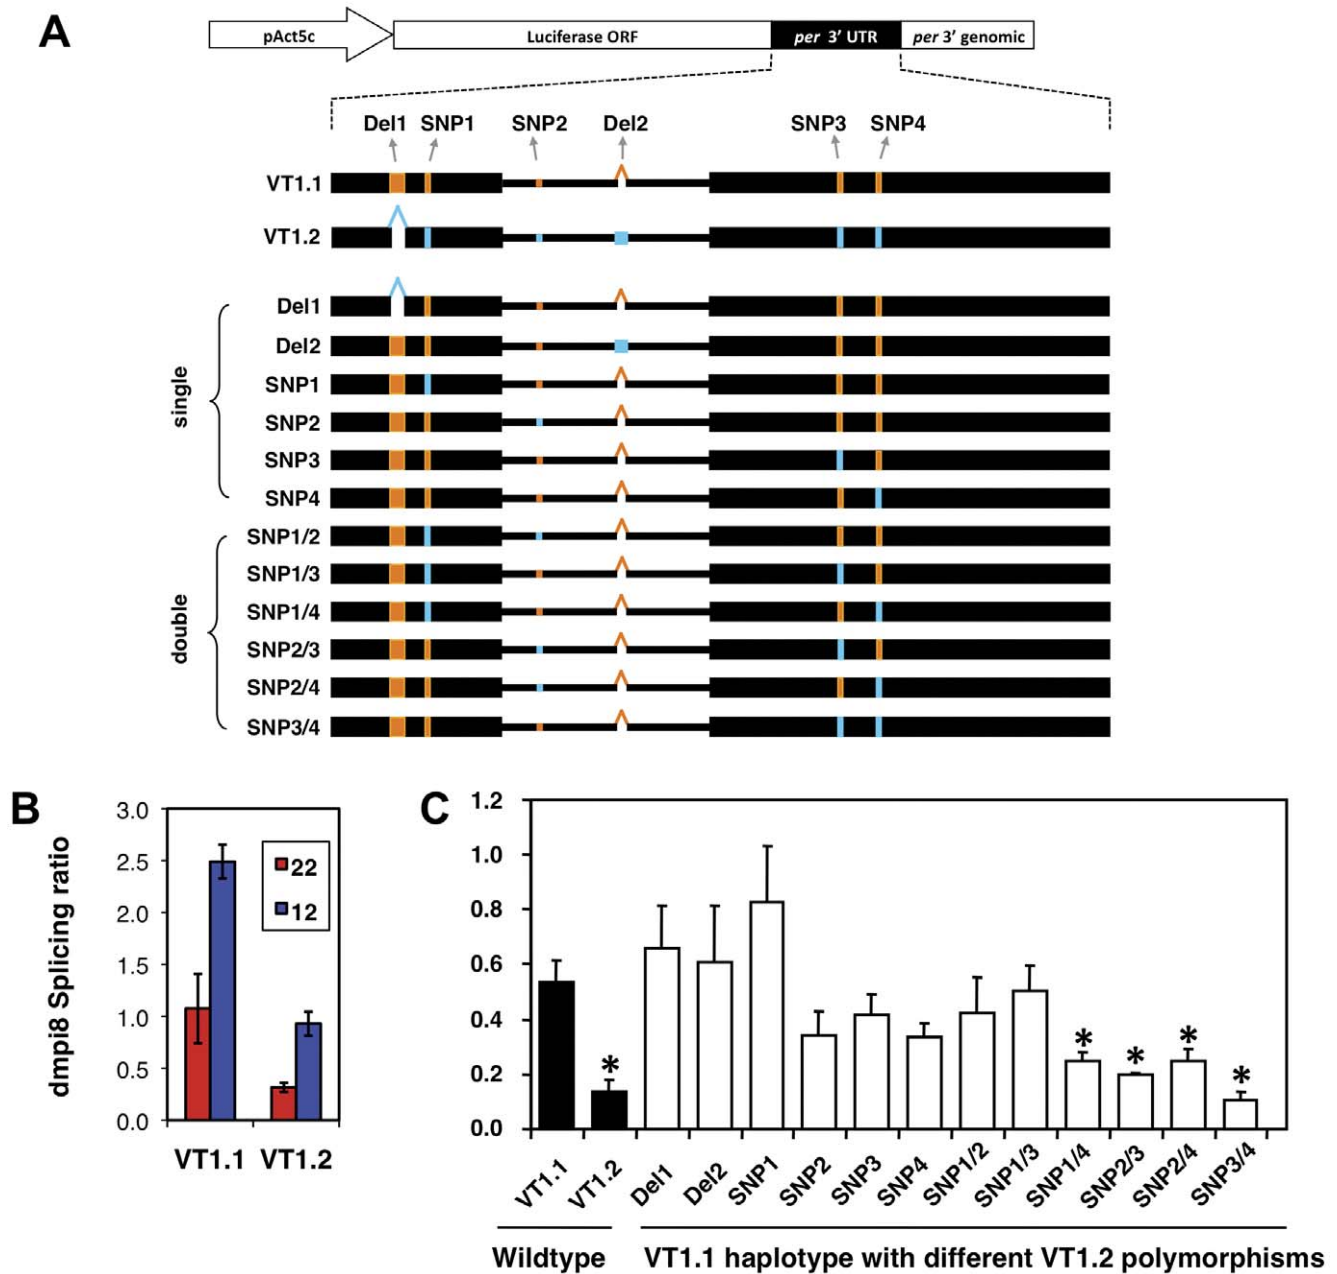 A
pAct5c
Luciferase ORF
per 3' UTR
per 3' genomic
Del1 SNP1 SNP2 Del2 SNP3 SNP4
VT1.1
VT1.2
single
Del1
Del2
SNP1
SNP2
SNP3
SNP4
double
SNP1/2
SNP1/3
SNP1/4
SNP2/3
SNP2/4
SNP3/4
B
dmpi8 Splicing ratio
3.0
2.5
2.0
1.5
1.0
0.5
0.0
22
12
VT1.1 VT1.2
C
1.2
1.0
0.8
0.6
0.4
0.2
0.0
*
*
*
*
*
VT1.1
VT1.2
Del1
Del2
SNP1
SNP2
SNP3
SNP4
SNP1/2
SNP1/3
SNP1/4
SNP2/3
SNP2/4
SNP3/4
Wildtype
VT1.1 haplotype with different VT1.2 polymorphisms